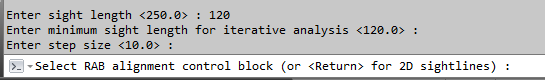 Enter sight length <250.0> : 120
Enter minimum sight length for iterative analysis <120.0> :
Enter step size <10.0> :
Select RAB alignment control block (or <Return> for 2D sightlines) :